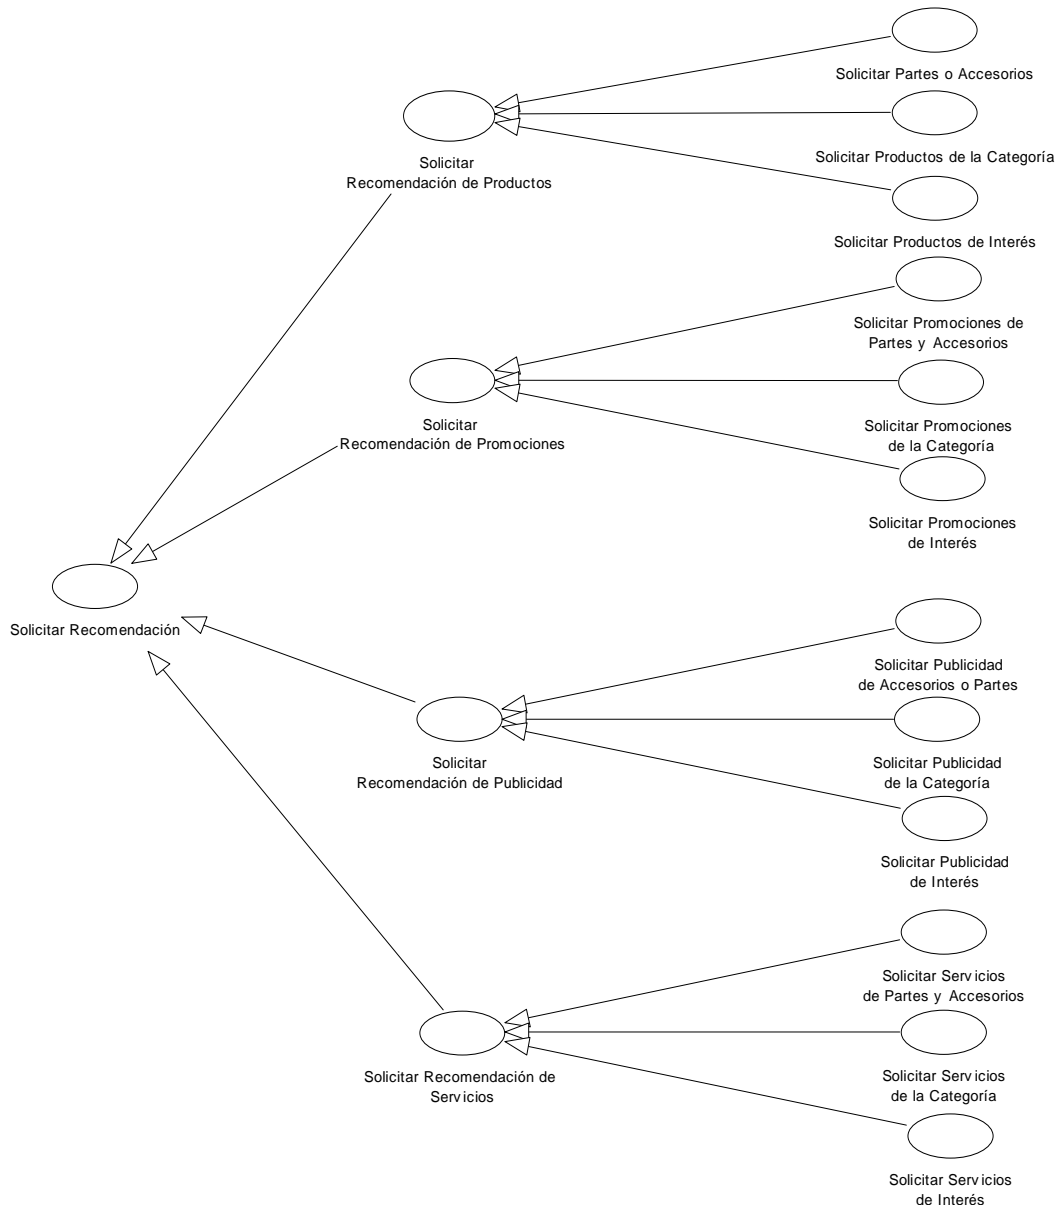 Solicitar Partes o Accesorios
Solicitar Productos de la Categoría
Solicitar
Recomendación de Productos
Solicitar Productos de Interés
Solicitar Promociones de
Partes y Accesorios
Solicitar
Recomendación de Promociones
Solicitar Promociones
de la Categoría
Solicitar Promociones
de Interés
Solicitar Recomendación
Solicitar Publicidad
de Accesorios o Partes
Solicitar
Recomendación de Publicidad
Solicitar Publicidad
de la Categoría
Solicitar Publicidad
de Interés
Solicitar Servicios
de Partes y Accesorios
Solicitar Recomendación de
Servicios
Solicitar Servicios
de la Categoría
Solicitar Servicios
de Interés